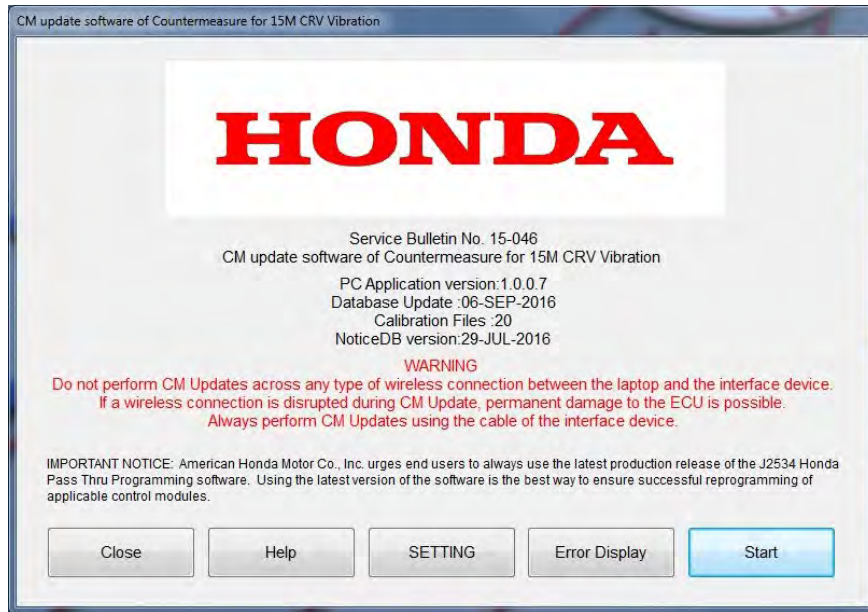 CM update software of Countermeasure for 15M CRV Vibration
HONDA
Service Bulletin No. 15-046
CM update software of Countermeasure for 15M CRV Vibration
PC Application version:1.0.0.7
Database Update :06-SEP-2016
Calibration Files :20
NoticeDB version:29-JUL-2016
WARNING
Do not perform CM Updates across any type of wireless connection between the laptop and the interface device.
If a wireless connection is disrupted during CM Update, permanent damage to the ECU is possible.
Always perform CM Updates using the cable of the interface device.
IMPORTANT NOTICE: American Honda Motor Co., Inc. urges end users to always use the latest production release of the J2534 Honda
Pass Thru Programming software. Using the latest version of the software is the best way to ensure successful reprogramming of
applicable control modules.
Close Help SETTING Error Display Start